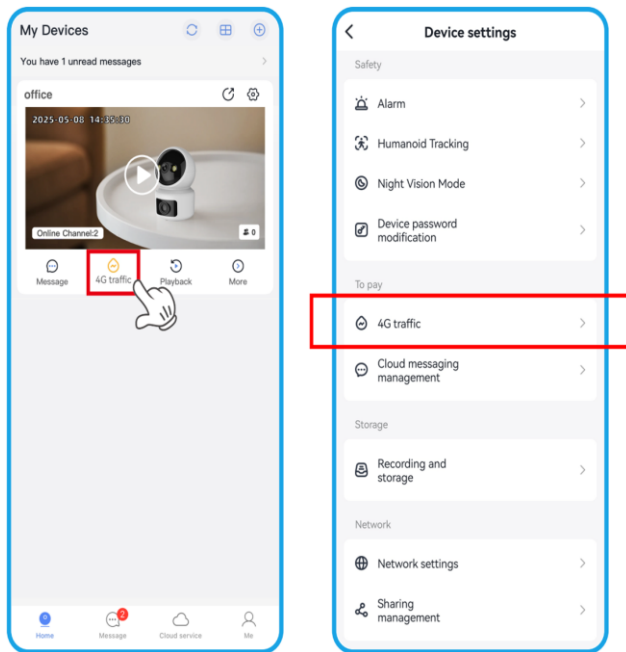 My Devices
You have 1 unread messages
office
2025-05-08 14:35:30
Online Channel:2
0
Message
4G traffic
Playback
More
Home
2
Message
Cloud service
Me
Device settings
Safety
Alarm
Humanoid Tracking
Night Vision Mode
Device password
modification
To pay
4G traffic
Cloud messaging
management
Storage
Recording and
storage
Network
Network settings
Sharing
management